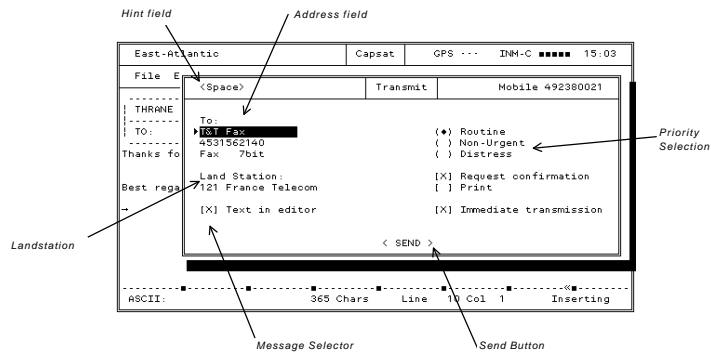 Hint field
Address field
East-Atlantic Capsat GPS ··· INM-C ■■■■■ 15:03
File E
<Space> Transmit Mobile 492380021
THRANE
To:
TO: T&T Fax (♦) Routine
4531562140 ( ) Non-Urgent
Priority Selection
Thanks fo Fax 7bit ( ) Distress
Land Station: [X] Request confirmation
Best rega 121 France Telecom [ ] Print
→ [X] Text in editor [X] Immediate transmission
Landstation
< SEND >
ASCII: 365 Chars Line 10 Col 1 Inserting
Message Selector
Send Button